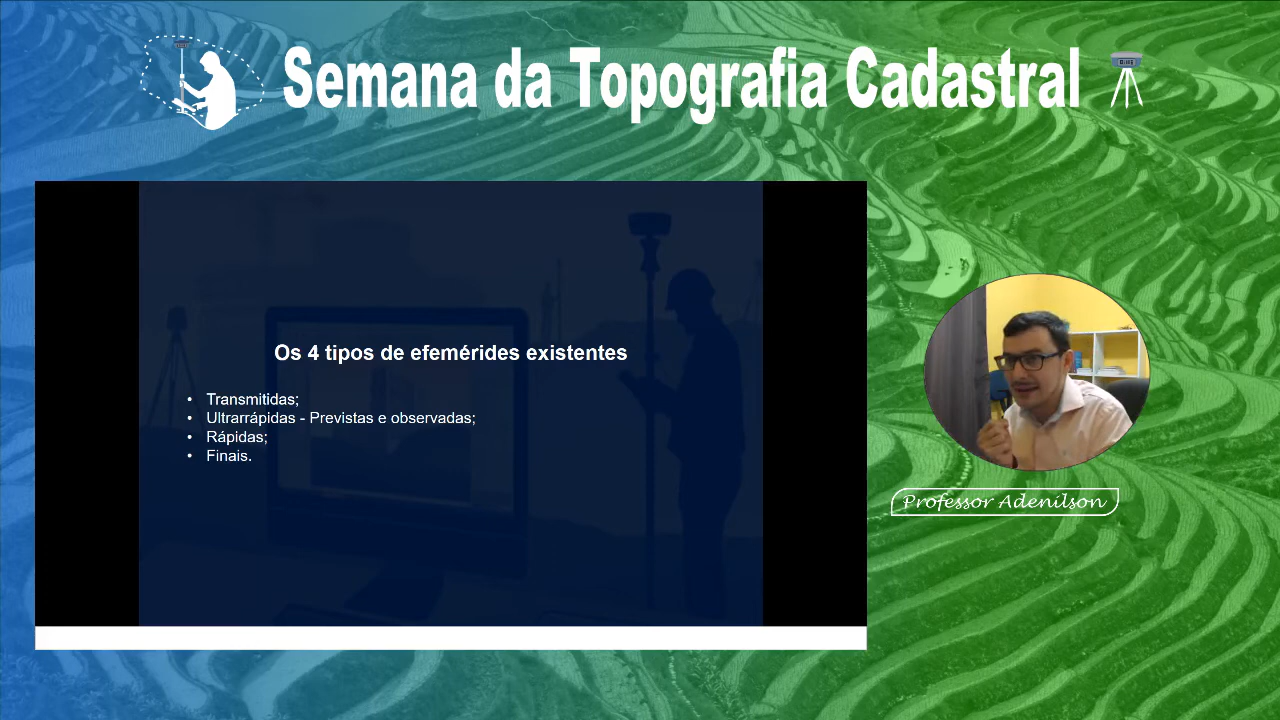 Semana da Topografia Cadastral
Os 4 tipos de efemérides existentes
• Transmitidas;
• Ultrarrápidas - Previstas e observadas;
• Rápidas;
• Finais.
Professor Adenilson